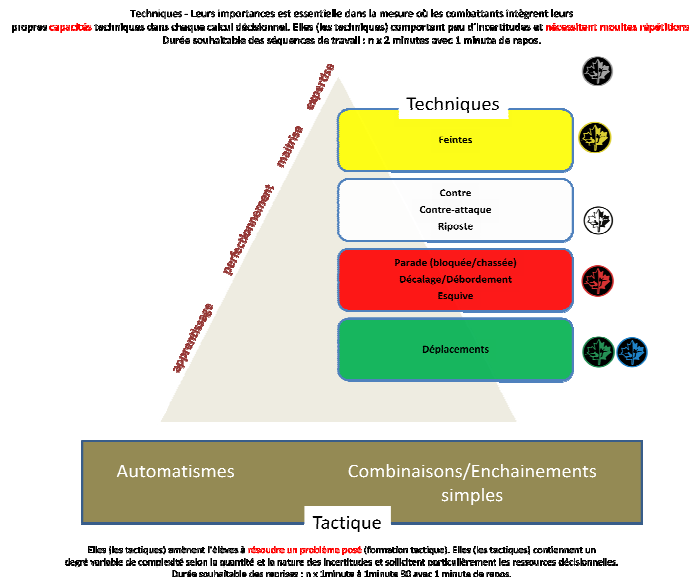 Techniques - Leurs importances est essentielle dans la mesure où les combattants intègrent leurs
propres capacités techniques dans chaque calcul décisionnel. Elles (les techniques) comportent peu d'incertitudes et nécessitent moultes répétitions
Durée souhaitable des séquences de travail : n x 2 minutes avec 1 minute de repos.
expertise
Techniques
Feintes
maitrise
Contre
Contre-attaque
Riposte
perfectionnement
Parade (bloquée/chassée)
Décalage/Débordement
Esquive
apprentissage
Déplacements
Automatismes
Combinaisons/Enchainements
simples
Tactique
Elles (les tactiques) amènent l'élèves à résoudre un problème posé (formation tactique). Elles (les tactiques) contiennent un
degré variable de complexité selon la quantité et la nature des incertitudes et sollicitent particulièrement les ressources décisionnelles.
Durée souhaitable des reprises : n x 1minute à 1minute 30 avec 1 minute de repos.